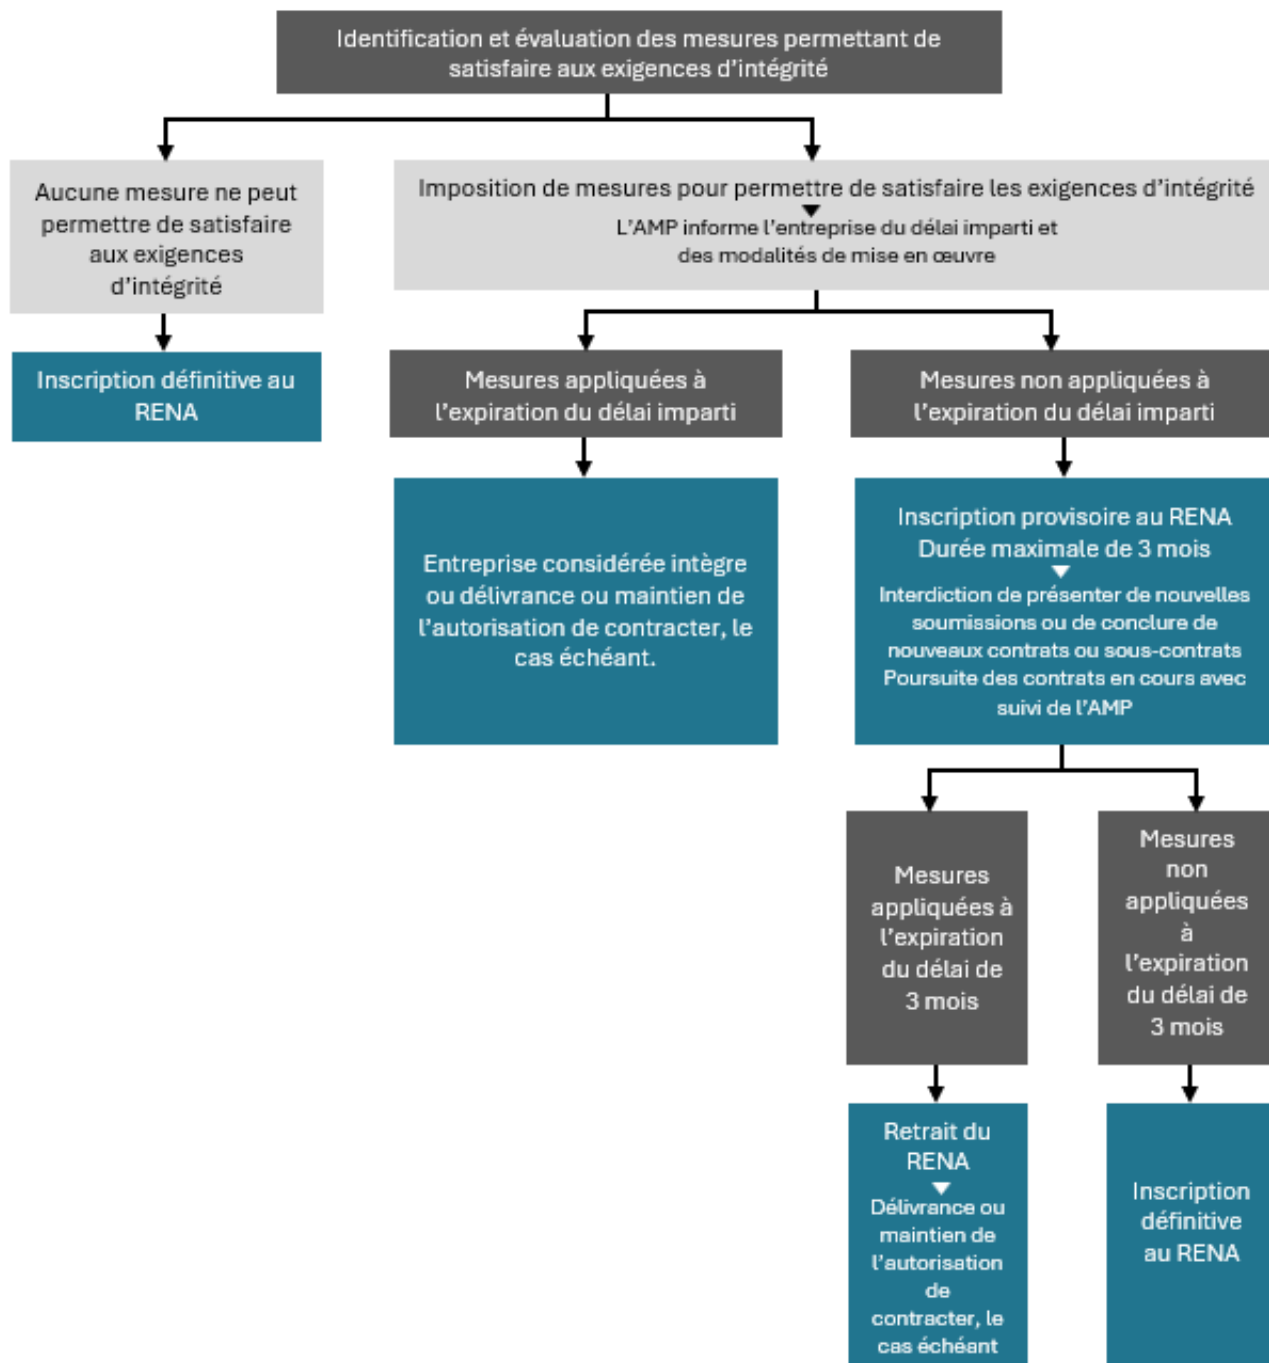 Identification et évaluation des mesures permettant de
satisfaire aux exigences d’intégrité
Aucune mesure ne peut
permettre de satisfaire
aux exigences
d’intégrité
Imposition de mesures pour permettre de satisfaire les exigences d’intégrité
L’AMP informe l’entreprise du délai imparti et
des modalités de mise en œuvre
Inscription définitive au
RENA
Mesures appliquées à
l’expiration du délai imparti
Mesures non appliquées à
l’expiration du délai imparti
Entreprise considérée intègre
ou délivrance ou maintien de
l’autorisation de contracter, le
cas échéant.
Inscription provisoire au RENA
Durée maximale de 3 mois
Interdiction de présenter de nouvelles
soumissions ou de conclure de
nouveaux contrats ou sous-contrats
Poursuite des contrats en cours avec
suivi de l’AMP
Mesures
appliquées à
l’expiration
du délai de
3 mois
Mesures
non
appliquées
à
l’expiration
du délai de
3 mois
Retrait du
RENA
Délivrance ou
maintien de
l’autorisation
de
contracter, le
cas échéant
Inscription
définitive
au RENA